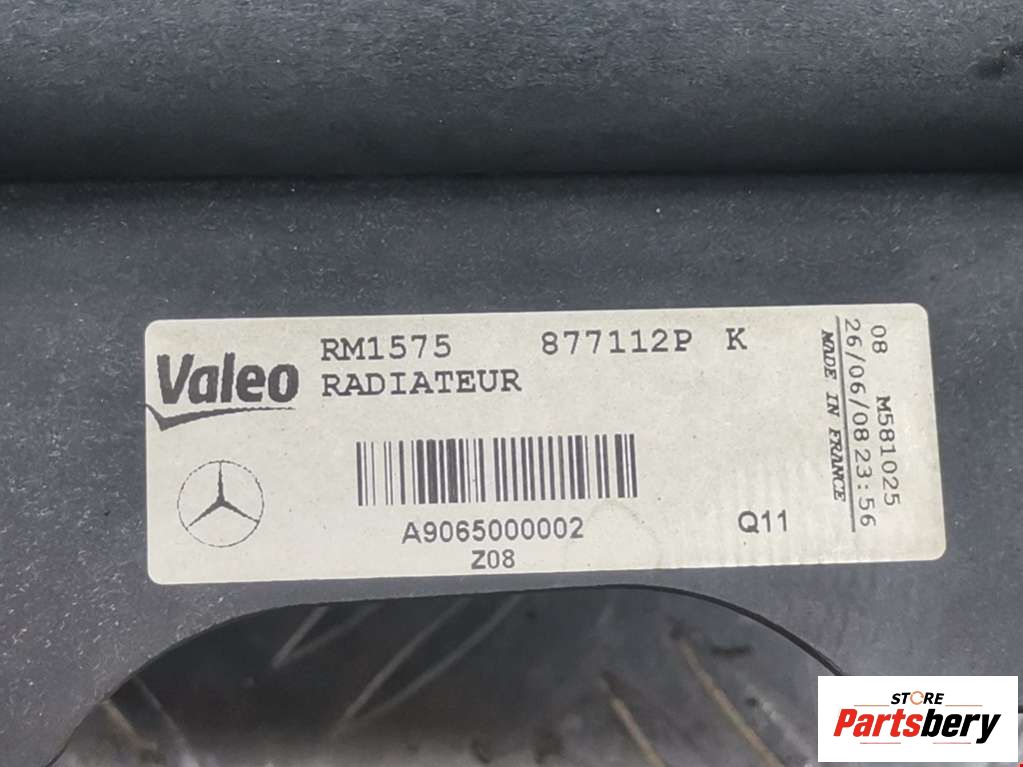 Valeo
RM1575 877112P K
RADIATEUR
A9065000002
Z08
Q11
08 M581025
26/06/08 23:56
MADE IN FRANCE
STORE
Partsbery